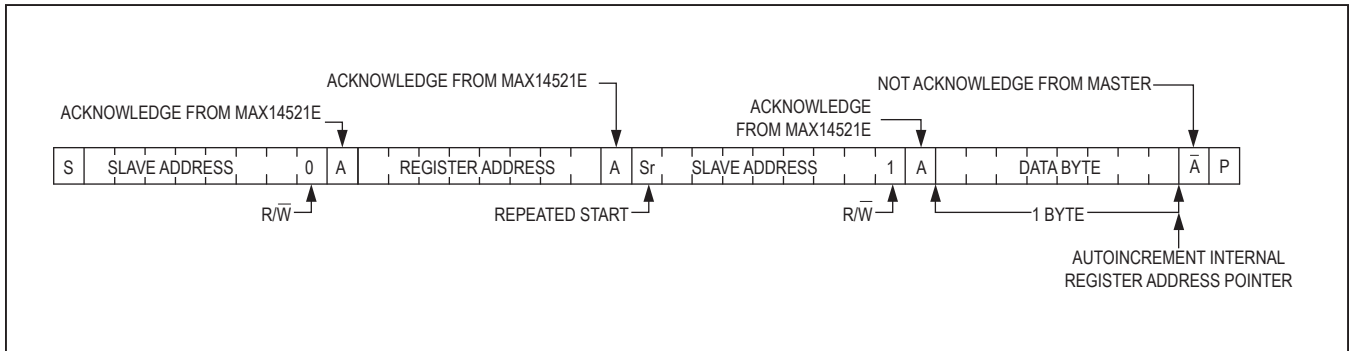 ACKNOWLEDGE FROM MAX14521E
ACKNOWLEDGE FROM MAX14521E
ACKNOWLEDGE
FROM MAX14521E
NOT ACKNOWLEDGE FROM MASTER
S SLAVE ADDRESS 0 A REGISTER ADDRESS A Sr SLAVE ADDRESS 1 A DATA BYTE A̅ P
R/W̅ REPEATED START R/W̅ 1 BYTE
AUTOINCREMENT INTERNAL
REGISTER ADDRESS POINTER